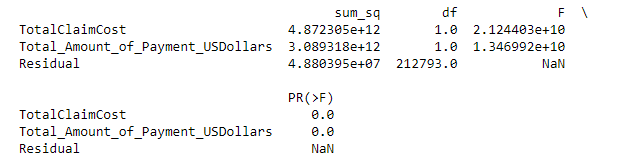 sum_sq df F \
TotalClaimCost 4.872305e+12 1.0 2.124403e+10
Total_Amount_of_Payment_USDollars 3.089318e+12 1.0 1.346992e+10
Residual 4.880395e+07 212793.0 NaN
PR(>F)
TotalClaimCost 0.0
Total_Amount_of_Payment_USDollars 0.0
Residual NaN